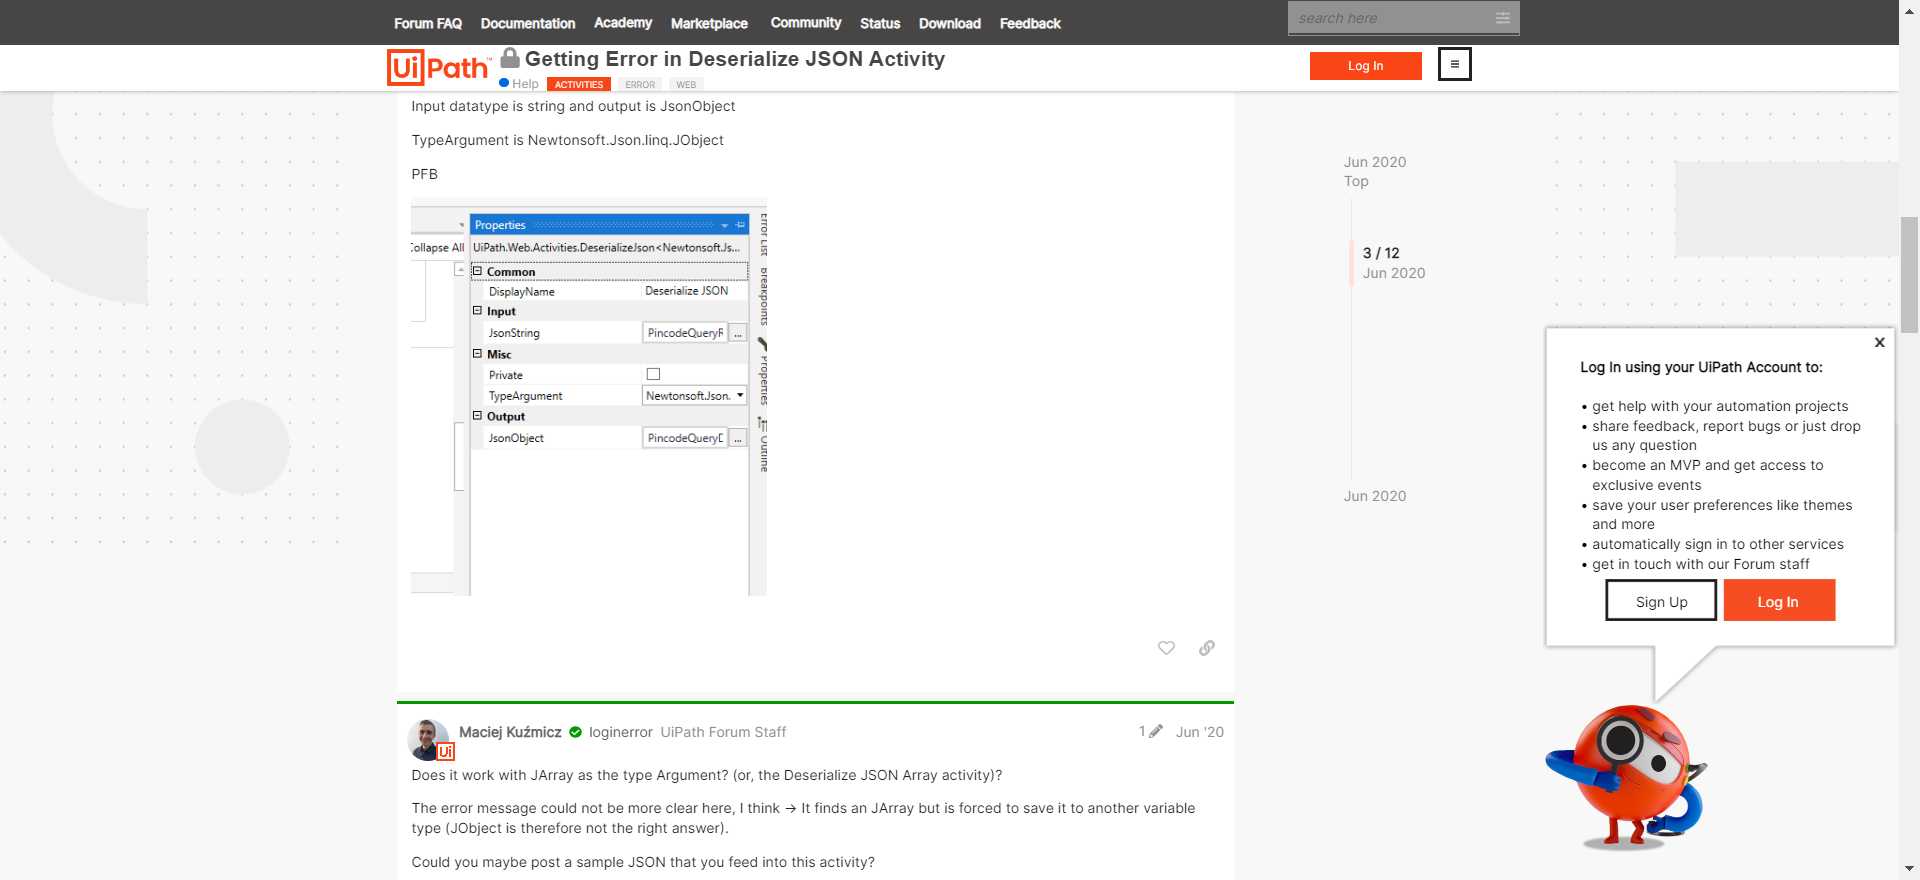 Forum FAQ Documentation Academy Marketplace Community Status Download Feedback
search here
UiPath Getting Error in Deserialize JSON Activity
Log In
Help ACTIVITIES ERROR WEB
Input datatype is string and output is JsonObject
TypeArgument is Newtonsoft.Json.linq.JObject
PFB
Properties
Collapse All
UiPath.Web.Activities.DeserializeJson<Newtonsoft.Js...
Common
DisplayName Deserialize JSON
Input
JsonString PincodeQueryR ...
Misc
Private
TypeArgument Newtonsoft.Json.
Output
JsonObject PincodeQueryD ...
Error List
Breakpoints
Properties
Outline
Jun 2020
Top
3 / 12
Jun 2020
Jun 2020
x
Log In using your UiPath Account to:
• get help with your automation projects
• share feedback, report bugs or just drop
us any question
• become an MVP and get access to
exclusive events
• save your user preferences like themes
and more
• automatically sign in to other services
• get in touch with our Forum staff
Sign Up Log In
Maciej Kuźmicz loginerror UiPath Forum Staff 1 Jun '20
Ui
Does it work with JArray as the type Argument? (or, the Deserialize JSON Array activity)?
The error message could not be more clear here, I think → It finds an JArray but is forced to save it to another variable
type (JObject is therefore not the right answer).
Could you maybe post a sample JSON that you feed into this activity?